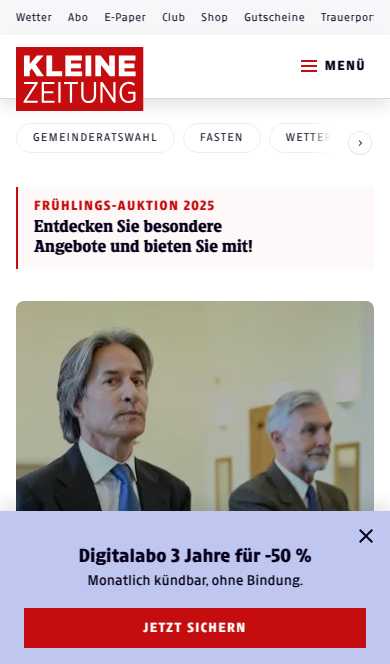 Wetter Abo E-Paper Club Shop Gutscheine
KLEINE
ZEITUNG
MENÜ
GEMEINDERATSWAHL FASTEN WETTER
FRÜHLINGS-AUKTION 2025
Entdecken Sie besondere
Angebote und bieten Sie mit!
Digitalabo 3 Jahre für -50 %
Monatlich kündbar, ohne Bindung.
JETZT SICHERN